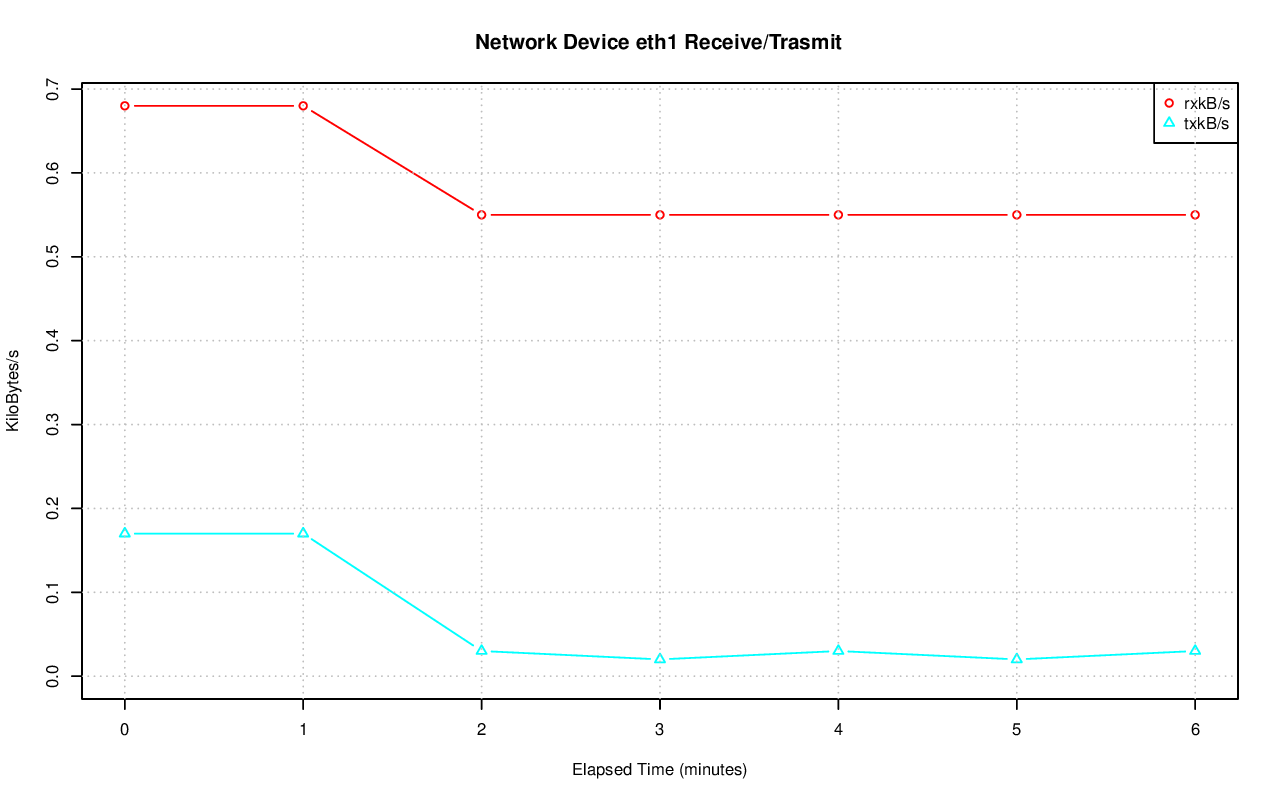 Network Device eth1 Receive/Trasmit
rxkB/s
txkB/s
KiloBytes/s
0.7
0.6
0.5
0.4
0.3
0.2
0.1
0.0
0 1 2 3 4 5 6
Elapsed Time (minutes)